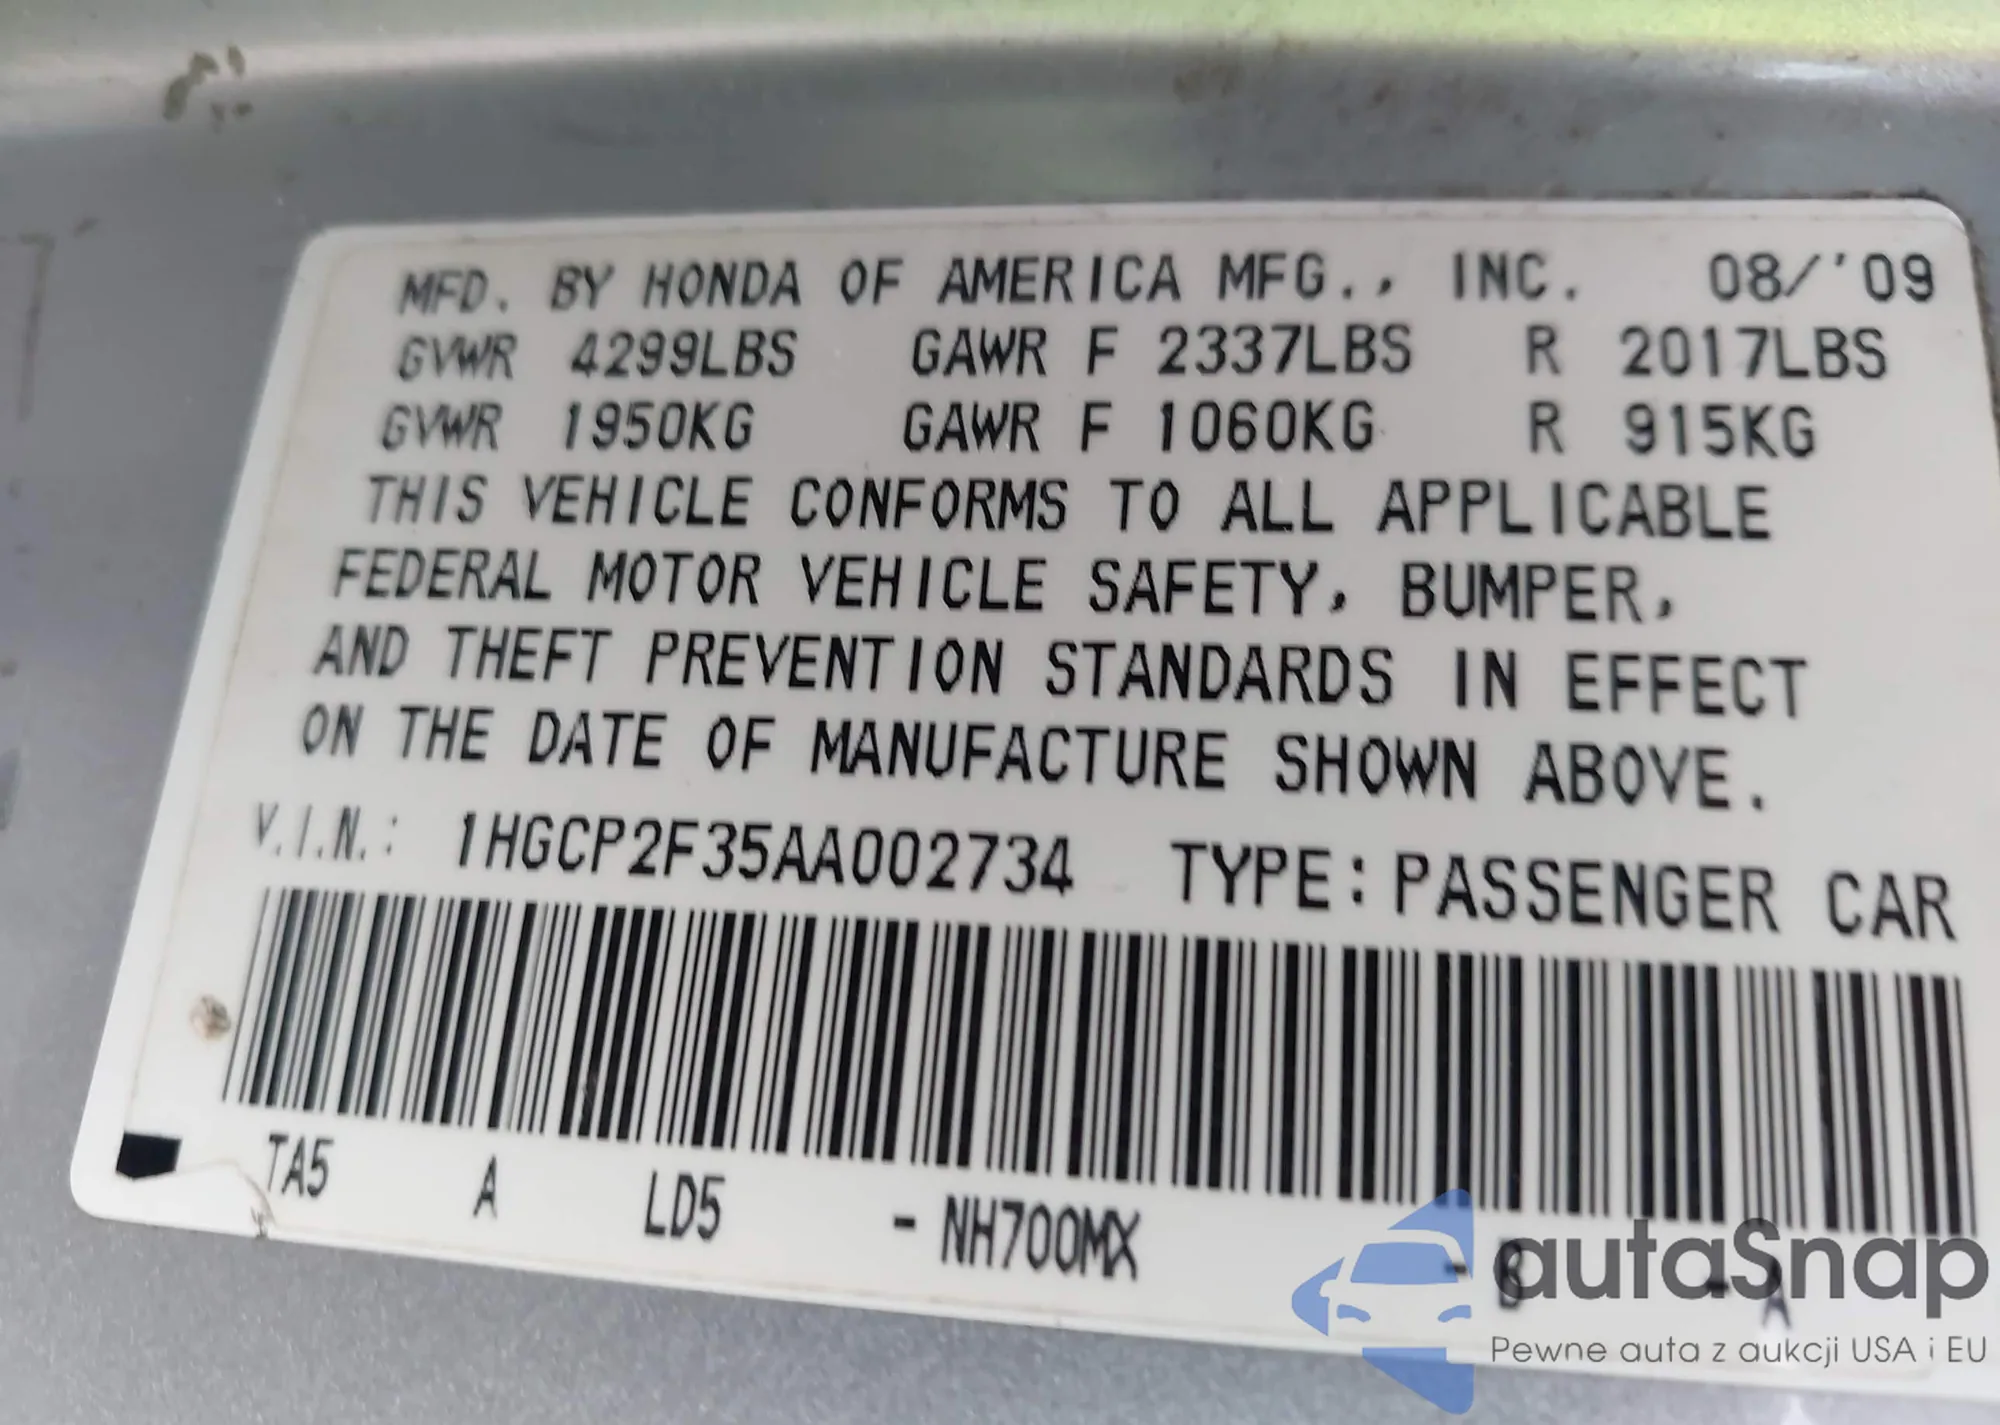 MFD. BY HONDA OF AMERICA MFG., INC. 08/'09
GVWR 4299LBS GAWR F 2337LBS R 2017LBS
GVWR 1950KG GAWR F 1060KG R 915KG
THIS VEHICLE CONFORMS TO ALL APPLICABLE
FEDERAL MOTOR VEHICLE SAFETY, BUMPER,
AND THEFT PREVENTION STANDARDS IN EFFECT
ON THE DATE OF MANUFACTURE SHOWN ABOVE.
V.I.N.: 1HGCP2F35AA002734 TYPE: PASSENGER CAR
TA5 A LD5 - NH700MX - B - A
autaSnap
Pewne auta z aukcji USA i EU